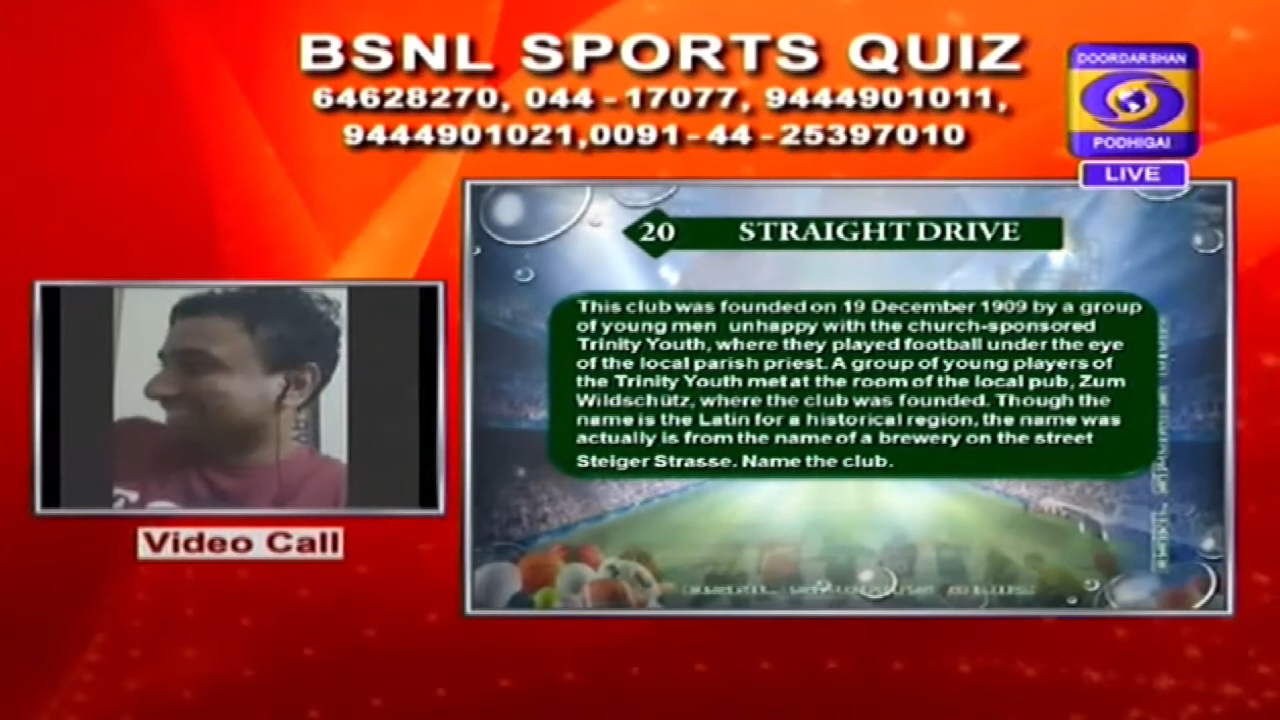 BSNL SPORTS QUIZ
64628270, 044-17077, 9444901011,
9444901021,0091-44-25397010
DOORDARSHAN
PODHIGAI
LIVE
20 STRAIGHT DRIVE
This club was founded on 19 December 1909 by a group
of young men unhappy with the church-sponsored
Trinity Youth, where they played football under the eye
of the local parish priest. A group of young players of
the Trinity Youth met at the room of the local pub, Zum
Wildschütz, where the club was founded. Though the
name is the Latin for a historical region, the name was
actually is from the name of a brewery on the street
Steiger Strasse. Name the club.
Video Call